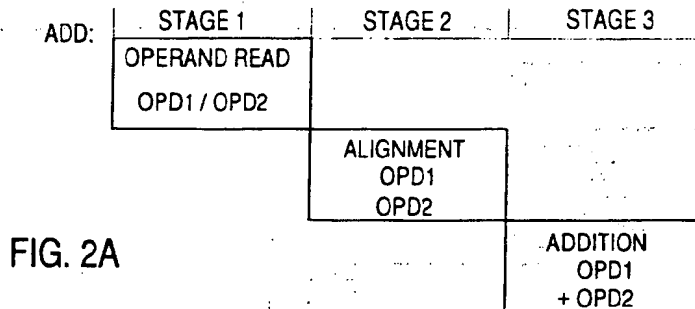 ADD: STAGE 1 STAGE 2 STAGE 3
OPERAND READ
OPD1 / OPD2
ALIGNMENT
OPD1
OPD2
FIG. 2A
ADDITION
OPD1
+ OPD2